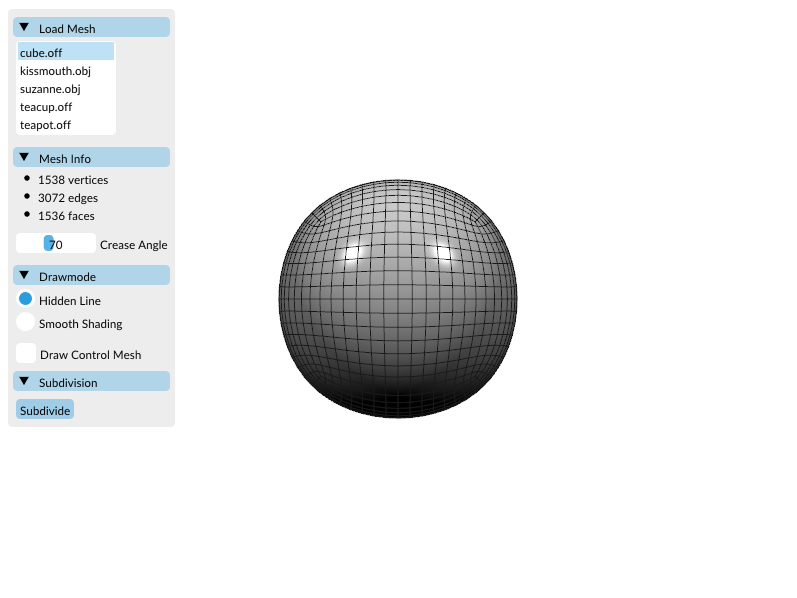 Load Mesh
cube.off
kissmouth.obj
suzanne.obj
teacup.off
teapot.off
Mesh Info
1538 vertices
3072 edges
1536 faces
70 Crease Angle
Drawmode
Hidden Line
Smooth Shading
Draw Control Mesh
Subdivision
Subdivide